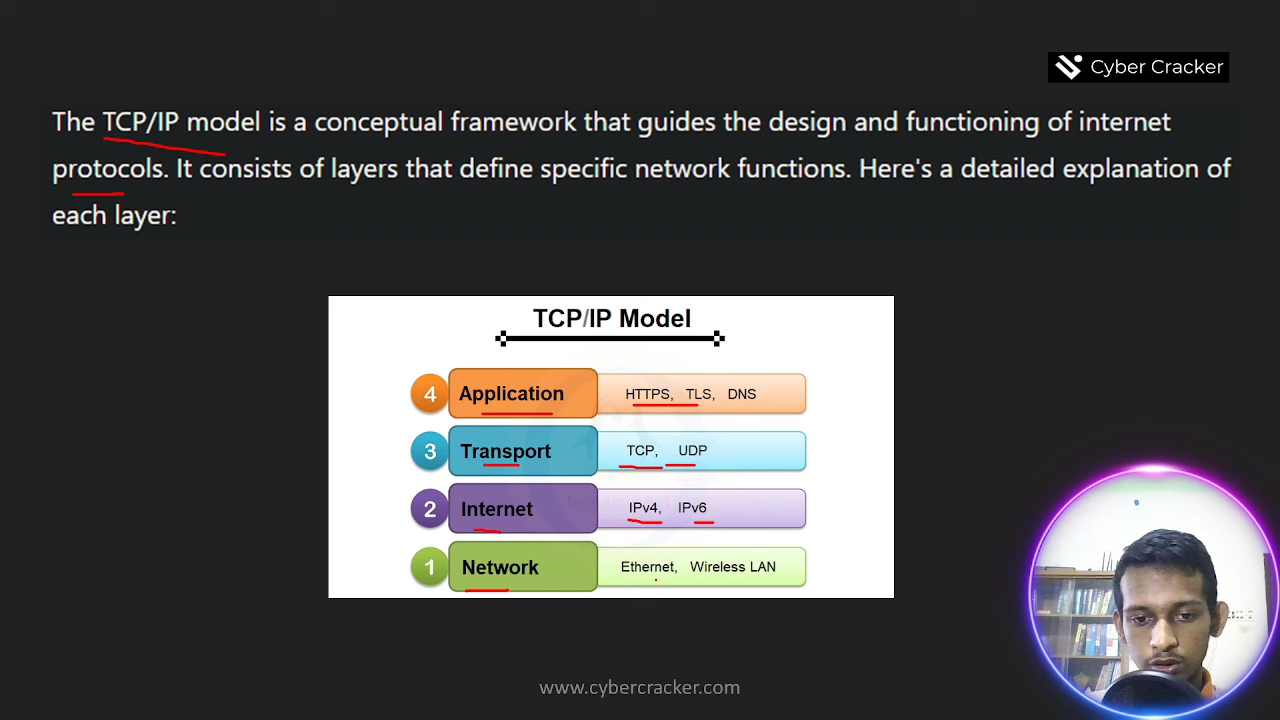 Cyber Cracker
The TCP/IP model is a conceptual framework that guides the design and functioning of internet
protocols. It consists of layers that define specific network functions. Here's a detailed explanation of
each layer:
TCP/IP Model
4 Application HTTPS, TLS, DNS
3 Transport TCP, UDP
2 Internet IPv4, IPv6
1 Network Ethernet, Wireless LAN
www.cybercracker.com